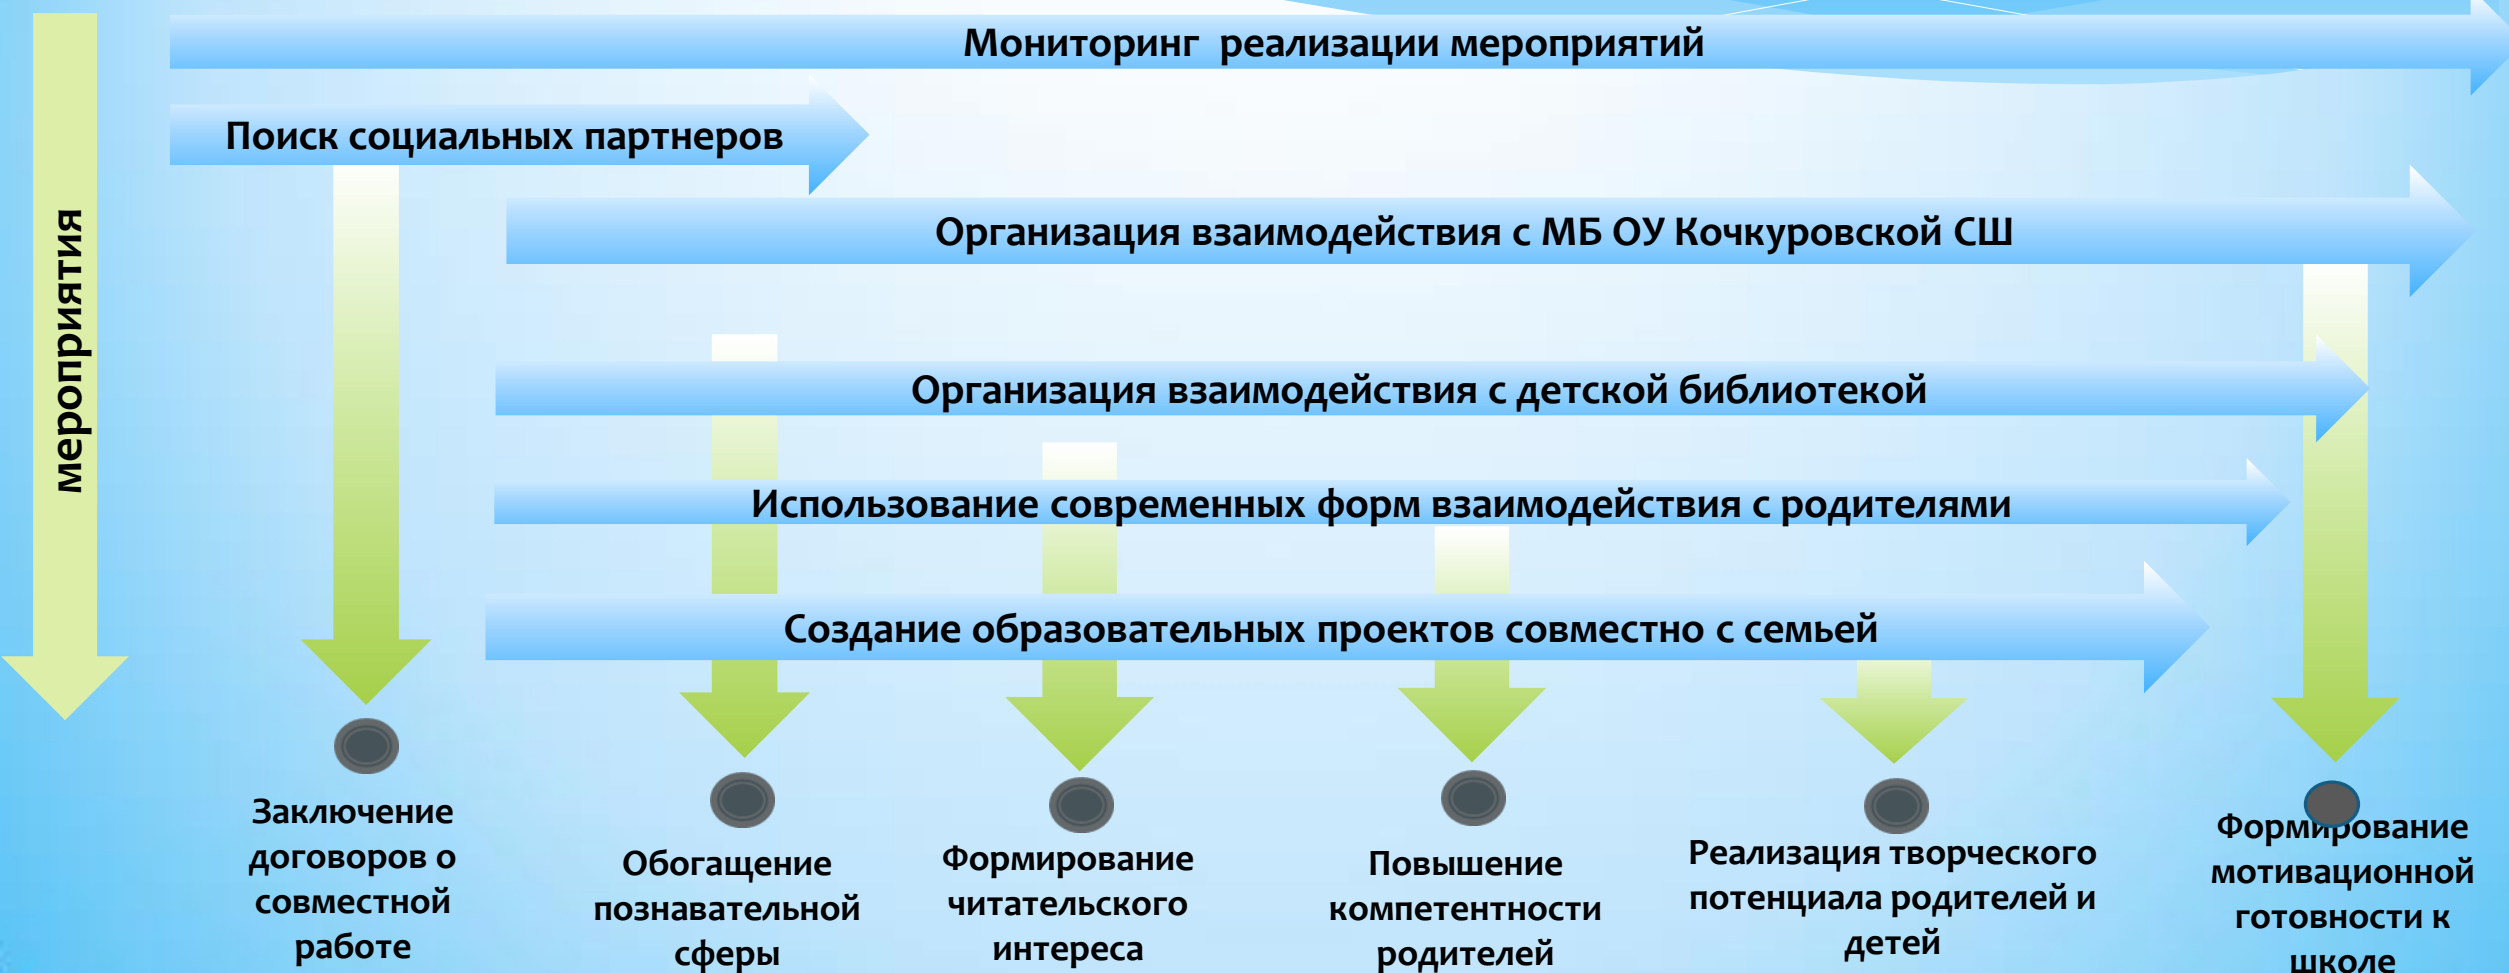 Мониторинг реализации мероприятий
Поиск социальных партнеров
Организация взаимодействия с МБ ОУ Кочкуровской СШ
мероприятия
Организация взаимодействия с детской библиотекой
Использование современных форм взаимодействия с родителями
Создание образовательных проектов совместно с семьей
Заключение
договоров о
совместной
работе
Обогащение
познавательной
сферы
Формирование
читательского
интереса
Повышение
компетентности
родителей
Реализация творческого
потенциала родителей и
детей
Формирование
мотивационной
готовности к
школе